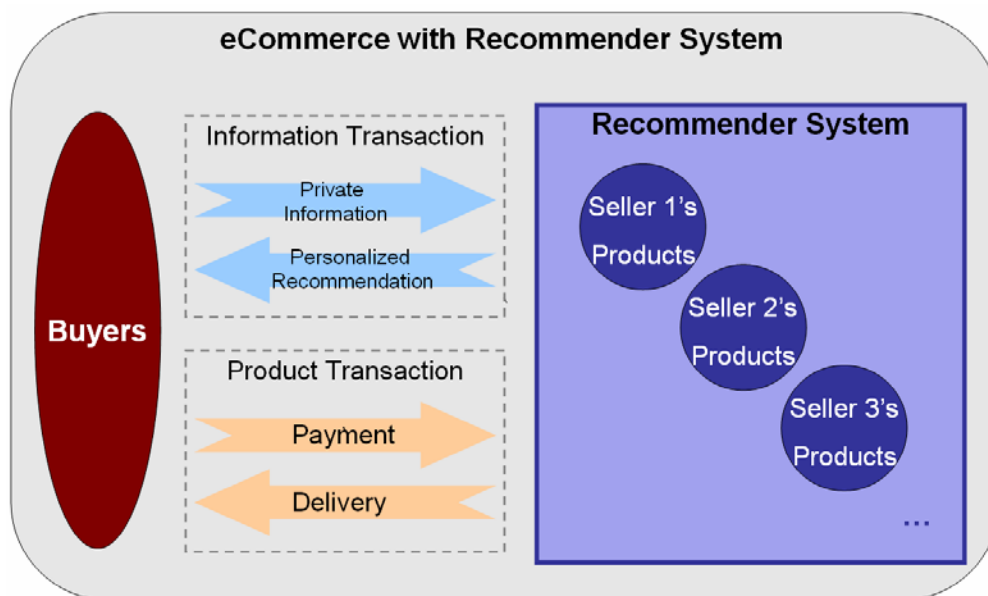 eCommerce with Recommender System
Buyers
Information Transaction
Private
Information
Personalized
Recommendation
Product Transaction
Payment
Delivery
Recommender System
Seller 1's
Products
Seller 2's
Products
Seller 3's
Products
...